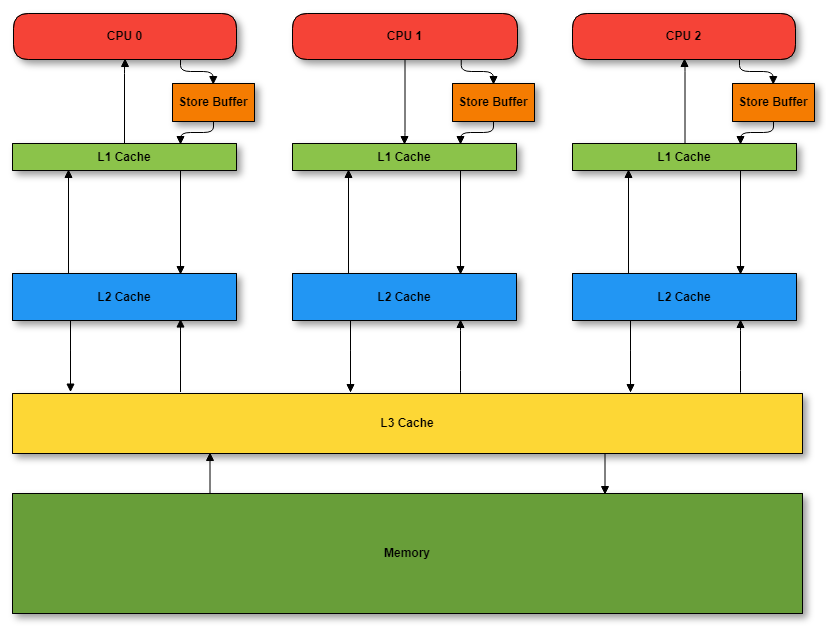 CPU 0
CPU 1
CPU 2
Store Buffer
Store Buffer
Store Buffer
L1 Cache
L1 Cache
L1 Cache
L2 Cache
L2 Cache
L2 Cache
L3 Cache
Memory